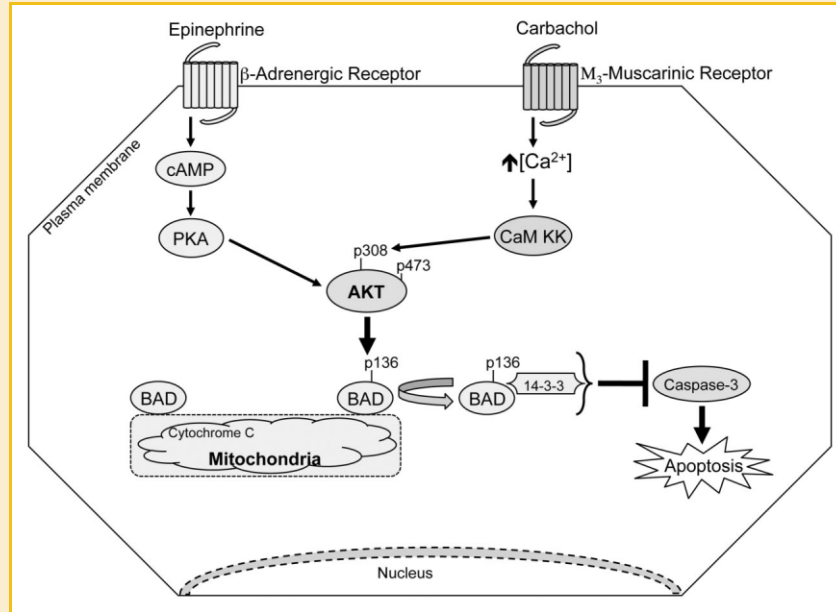 Epinephrine
Carbachol
β-Adrenergic Receptor
M₃-Muscarinic Receptor
Plasma membrane
cAMP
[Ca²⁺]
PKA
CaM KK
p308
p473
AKT
p136
p136
BAD
BAD
BAD
14-3-3
Caspase-3
Cytochrome C
Mitochondria
Apoptosis
Nucleus